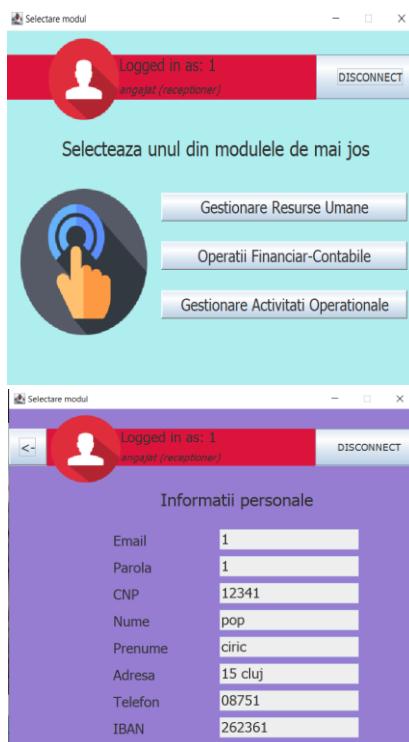 Selectare modul
Logged in as: 1
DISCONNECT
angajat (receptioner)
Selecteaza unul din modulele de mai jos
Gestionare Resurse Umane
Operatii Financiar-Contabile
Gestionare Activitati Operationale
Selectare modul
<- Logged in as: 1 DISCONNECT
angajat (receptioner)
Informatii personale
Email 1
Parola 1
CNP 12341
Nume pop
Prenume ciric
Adresa 15 cluj
Telefon 08751
IBAN 262361